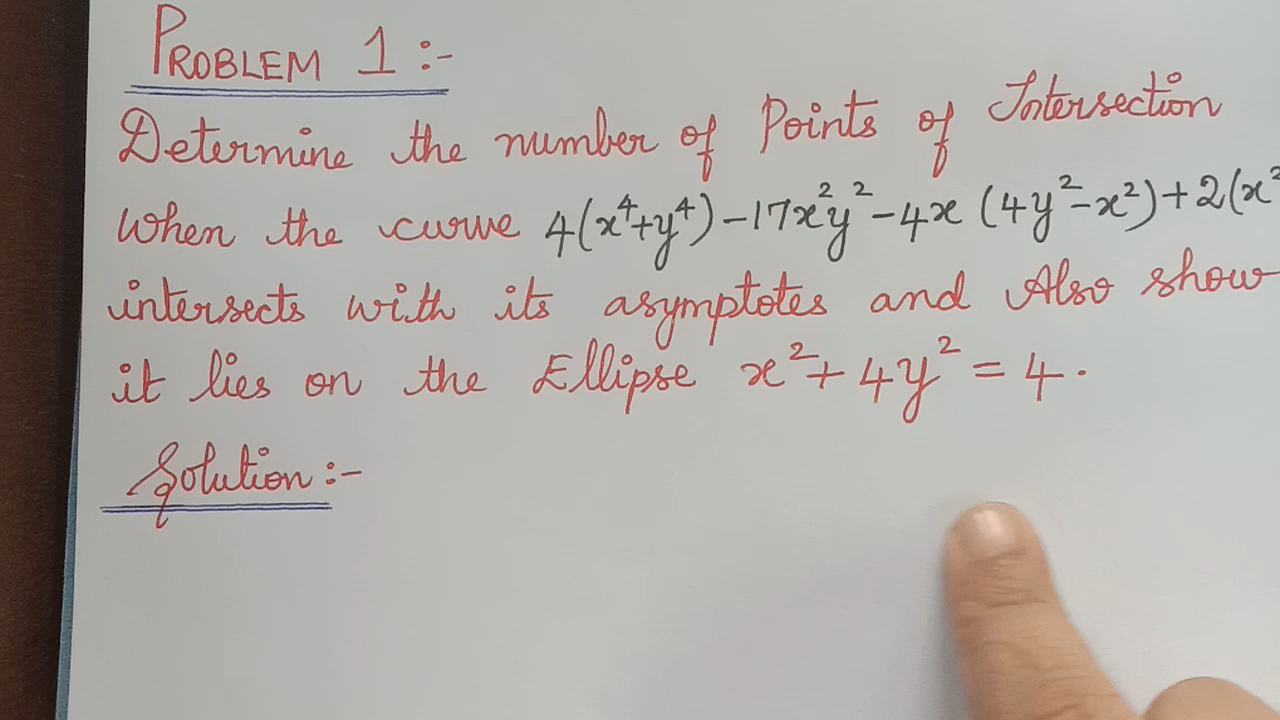 PROBLEM 1 :-
Determine the number of Points of Intersection
When the curve 4(x⁴+y⁴)-17x²y²-4x(4y²-x²)+2(x²
intersects with its asymptotes and Also show
it lies on the Ellipse x²+4y²=4.
Solution:-